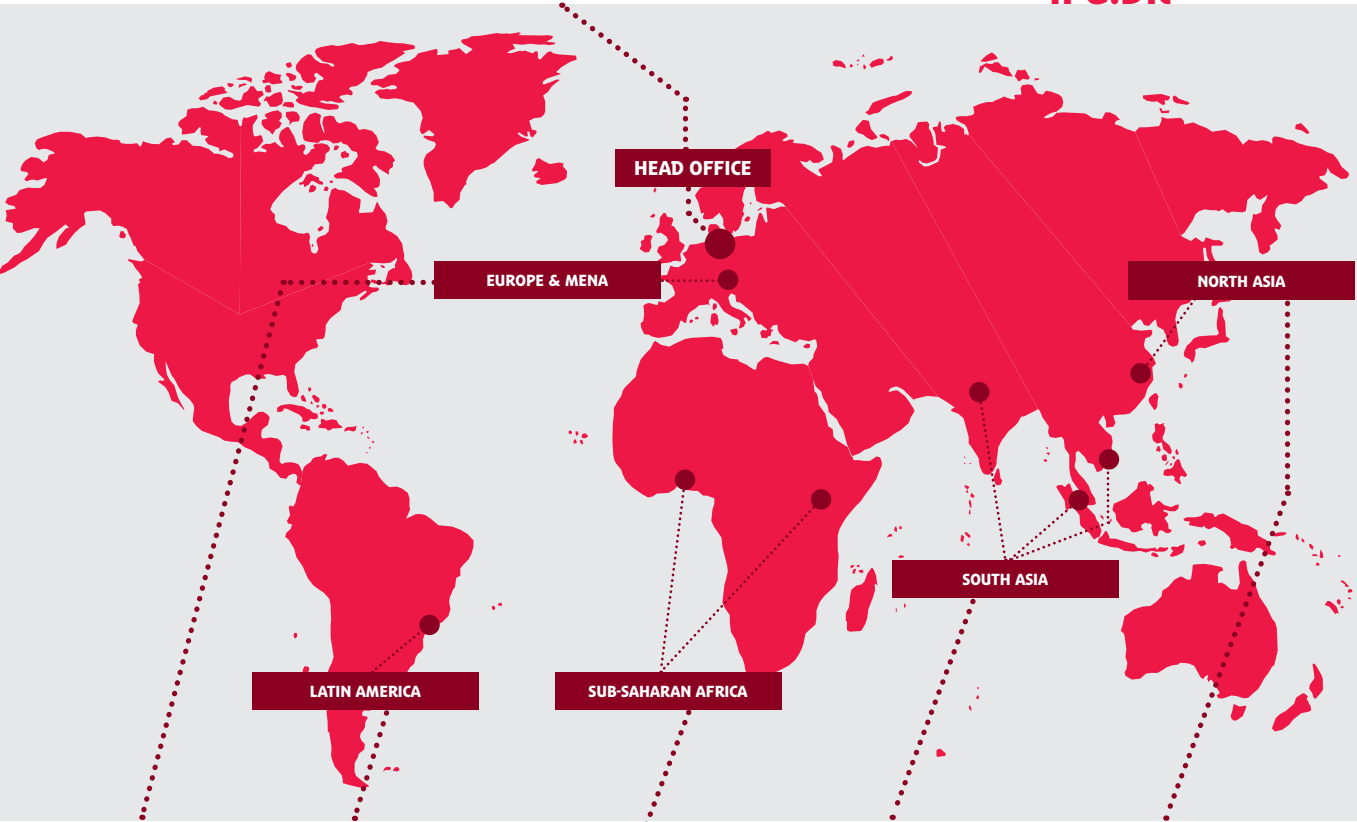 HEAD OFFICE
EUROPE & MENA
NORTH ASIA
SOUTH ASIA
LATIN AMERICA
SUB-SAHARAN AFRICA